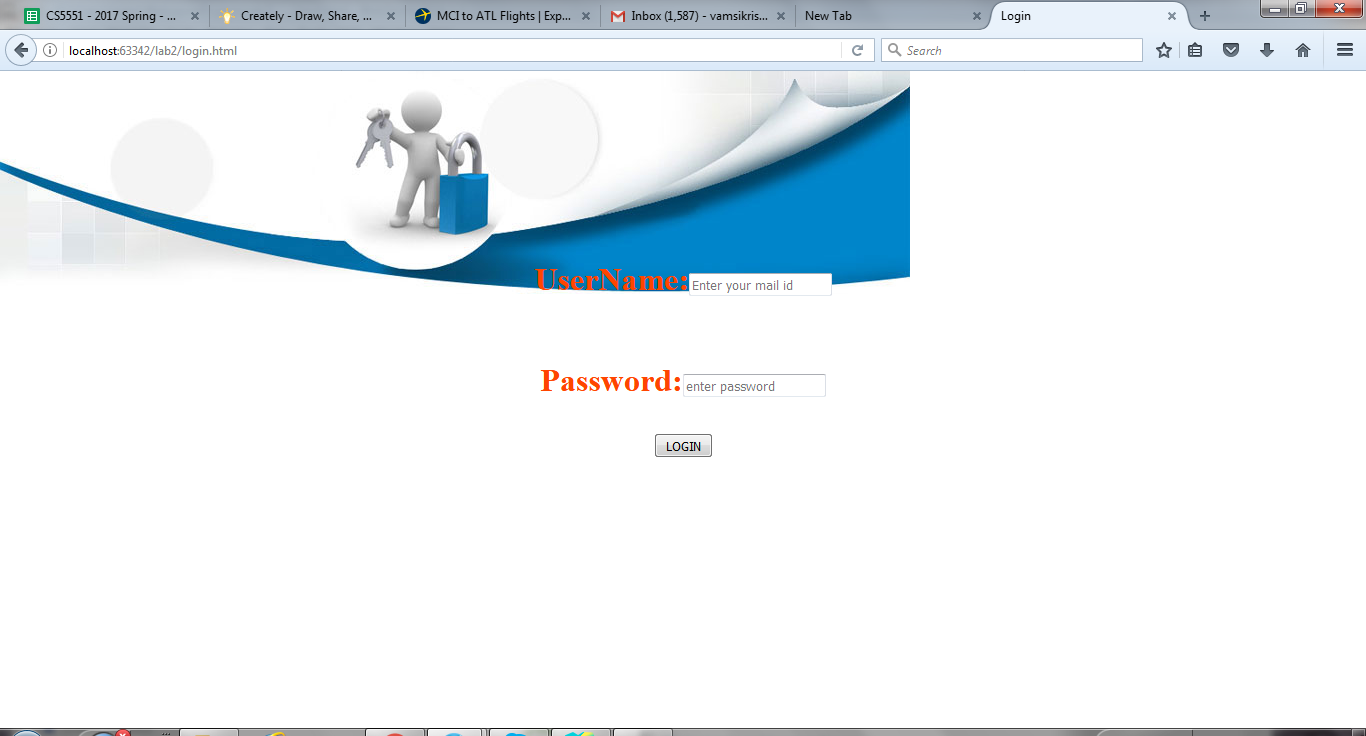 CS5551 - 2017 Spring - ...
Creately - Draw, Share, ...
MCI to ATL Flights | Exp...
Inbox (1,587) - vamsikris...
New Tab
Login
localhost:63342/lab2/login.html
Search
UserName:
Enter your mail id
Password:
enter password
LOGIN